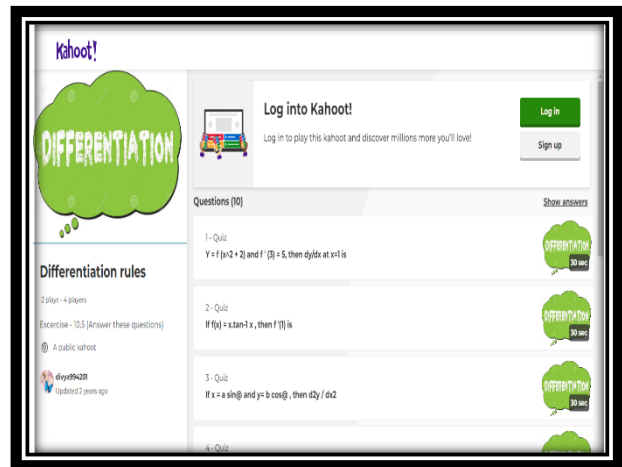 Kahoot!
DIFFERENTIATION
Differentiation rules
2 plays · 4 players
Excercise - 10.5 (Answer these questions)
A public kahoot
divya994201
Updated 2 years ago
Log into Kahoot!
Log in to play this kahoot and discover millions more you'll love!
Log in
Sign up
Questions (10)
Show answers
1 - Quiz
Y = f (x^2 + 2) and f ' (3) = 5, then dy/dx at x=1 is
DIFFERENTIATION
30 sec
2 - Quiz
If f(x) = x.tan-1 x , then f '(1) is
DIFFERENTIATION
30 sec
3 - Quiz
If x = a sin@ and y= b cos@ , then d2y / dx2
DIFFERENTIATION
30 sec
4 - Quiz